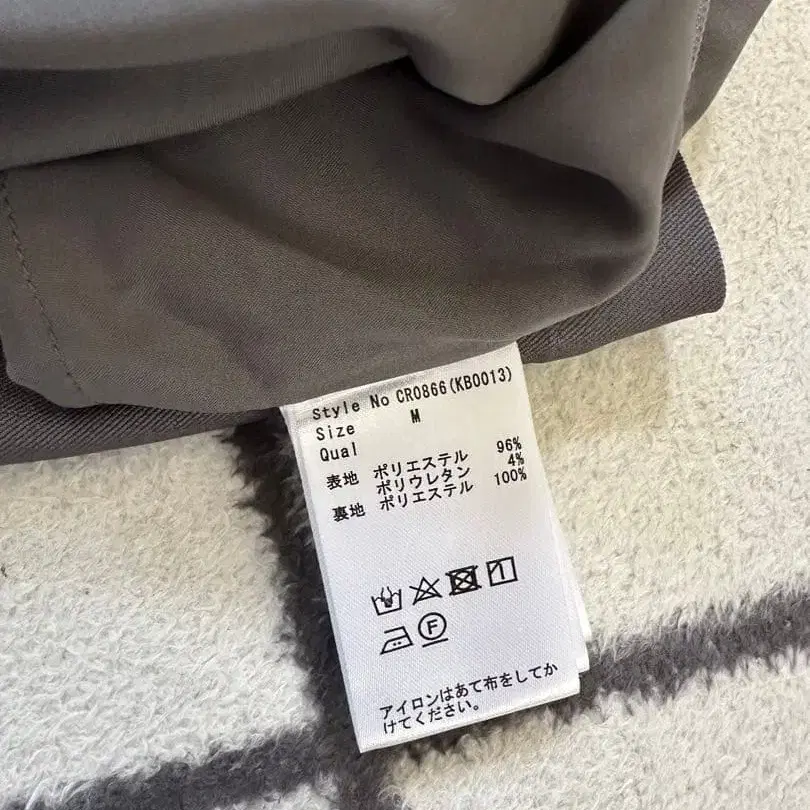 Style No CR0866(KB0013)
Size M
Qual
表地 ポリエステル 96%
ポリウレタン 4%
裏地 ポリエステル 100%
F
アイロンはあて布をしてか
けてください。